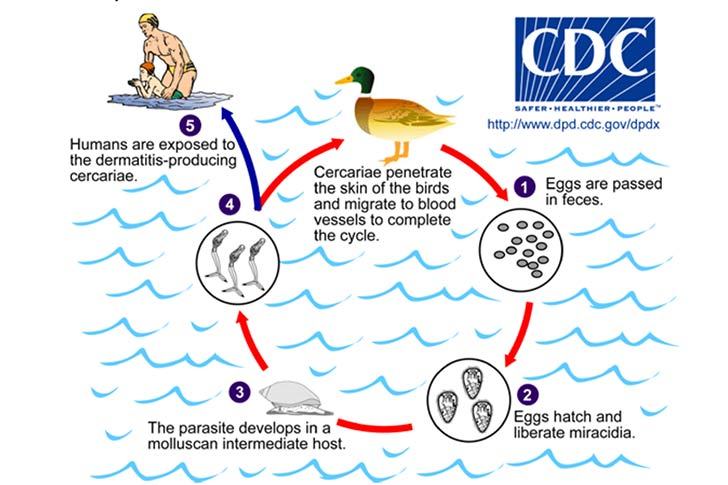 CDC
SAFER • HEALTHIER • PEOPLE™
http://www.dpd.cdc.gov/dpdx
5
Humans are exposed to
the dermatitis-producing
cercariae.
Cercariae penetrate
the skin of the birds
and migrate to blood
vessels to complete
the cycle.
1
Eggs are passed
in feces.
4
2
Eggs hatch and
liberate miracidia.
3
The parasite develops in a
molluscan intermediate host.